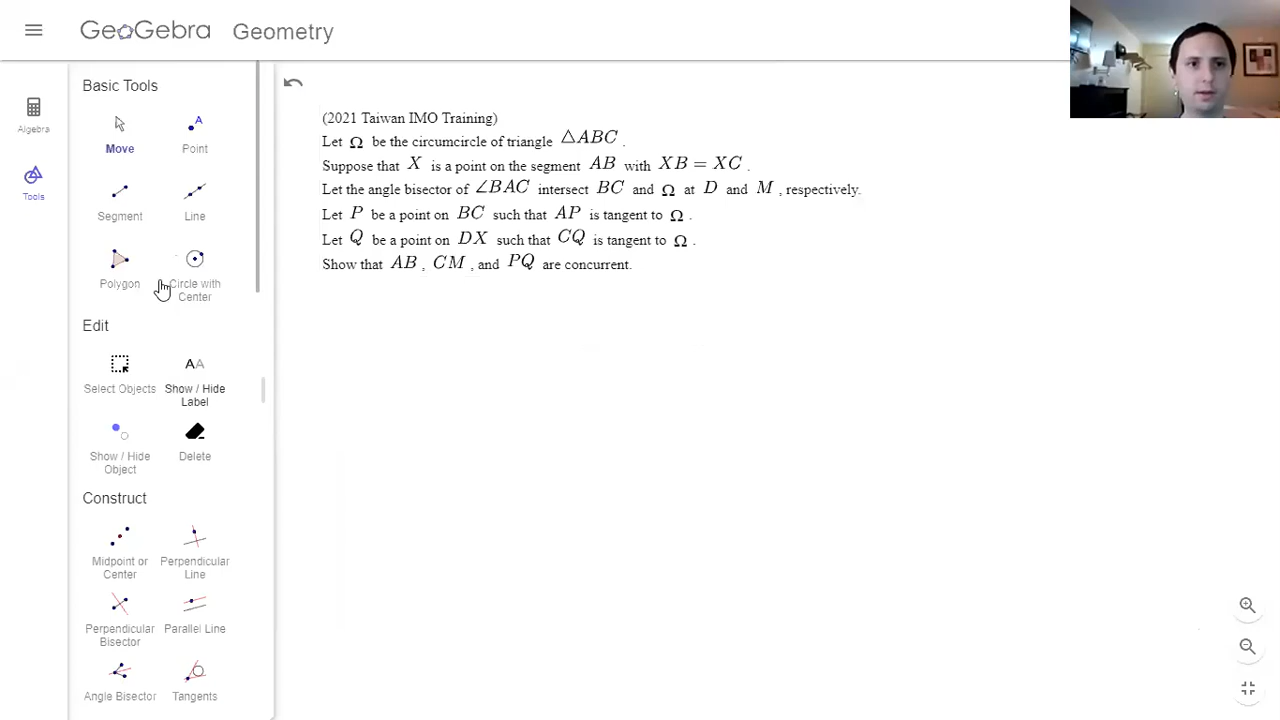 GeoGebra Geometry
Basic Tools
Move
Point
A
Segment
Line
Polygon
Circle with Center
Edit
Select Objects
AA
Show / Hide Label
Show / Hide Object
Delete
Construct
Midpoint or Center
Perpendicular Line
Perpendicular Bisector
Parallel Line
Angle Bisector
Tangents
Algebra
Tools
(2021 Taiwan IMO Training)
Let Ω be the circumcircle of triangle △ABC .
Suppose that X is a point on the segment AB with XB = XC .
Let the angle bisector of ∠BAC intersect BC and Ω at D and M , respectively.
Let P be a point on BC such that AP is tangent to Ω .
Let Q be a point on DX such that CQ is tangent to Ω .
Show that AB , CM , and PQ are concurrent.